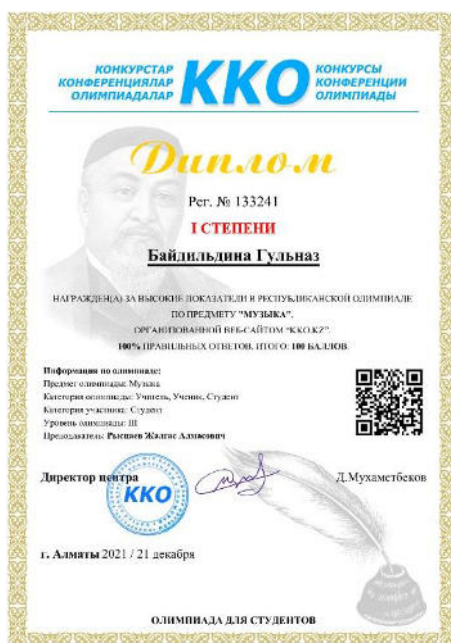 КОНКУРСТАР
КОНФЕРЕНЦИЯЛАР
ОЛИМПИАДАЛАР
ККО
КОНКУРСЫ
КОНФЕРЕНЦИИ
ОЛИМПИАДЫ
Диплом
Рег. № 133241
I СТЕПЕНИ
Байдильдина Гульназ
НАГРАЖДЕН(А) ЗА ВЫСОКИЕ ПОКАЗАТЕЛИ В РЕСПУБЛИКАНСКОЙ ОЛИМПИАДЕ
ПО ПРЕДМЕТУ "МУЗЫКА",
ОРГАНИЗОВАННОЙ ВЕБ-САЙТОМ "KKO.KZ".
100% ПРАВИЛЬНЫХ ОТВЕТОВ. ИТОГО: 100 БАЛЛОВ.
Информация по олимпиаде:
Предмет олимпиады: Музыка
Категория олимпиады: Учитель, Ученик, Студент
Категория участника: Студент
Уровень олимпиады: III
Преподаватель: Жалгас
Директор центра
Д.Мухаметбеков
ККО
г. Алматы 2021 / 21 декабря
ОЛИМПИАДА ДЛЯ СТУДЕНТОВ